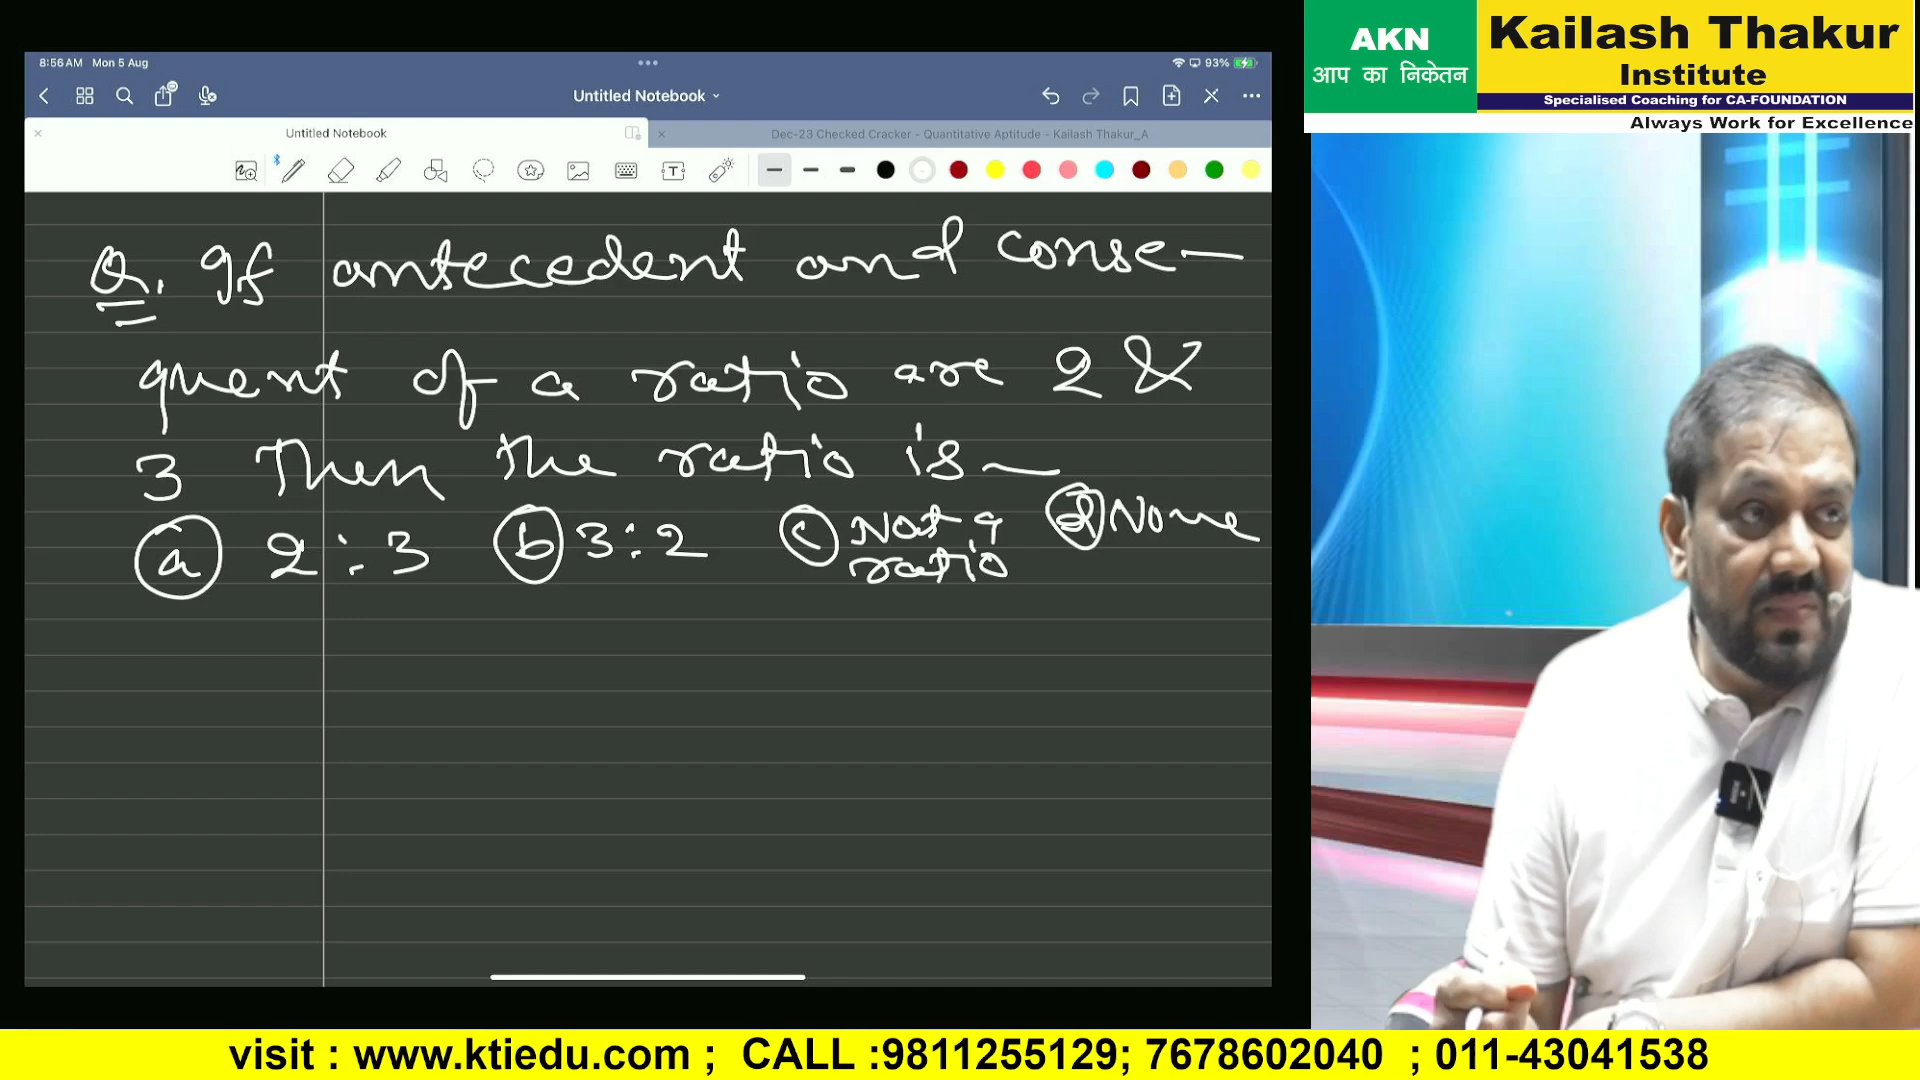 8:56 AM Mon 5 Aug
93%
Untitled Notebook
Untitled Notebook
Dec-23 Checked Cracker - Quantitative Aptitude - Kailash Thakur_A
Q. If antecedent and conse-
quent of a ratio are 2 &
3 Then the ratio is —
(a) 2 : 3 (b) 3 : 2 (c) Not a ratio (d) None
AKN
आप का निकेतन
Kailash Thakur
Institute
Specialised Coaching for CA-FOUNDATION
Always Work for Excellence
visit : www.ktiedu.com ; CALL :9811255129; 7678602040 ; 011-43041538